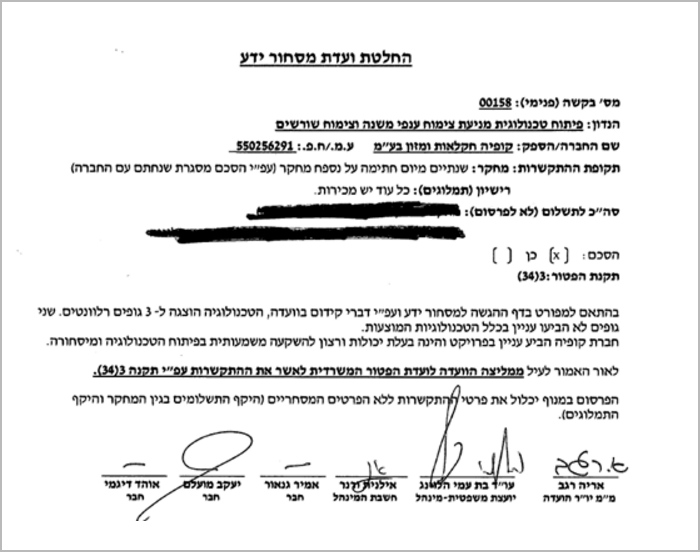 החלטת ועדת מסחור ידע
מס׳ בקשה (פנימי): 00158
הנדון: פיתוח טכנולוגית מניעת צימוח ענפי משנה וצימוח שורשים
שם החברה/הספק: קופיה חקלאות ומזון בע״מ ע.מ./ח.פ.: 550256291
תקופת ההתקשרות: מחקר: שנתיים מיום חתימה על נספח מחקר (עפ״י הסכם מסגרת שנחתם עם החברה)
רישיון (תמלוגים): כל עוד יש מכירות.
סה״כ לתשלום (לא לפרסום):
הסכם: [x] כן [ ]
תקנת הפטור: 3(34)
בהתאם למפורט בדף ההגשה למסחור ידע ועפ״י דברי קידום בוועדה, הטכנולוגיה הוצגה ל- 3 גופים רלוונטים. שני
גופים לא הביעו עניין בכלל הטכנולוגיות המוצעות.
חברת קופיה הביע עניין בפרויקט והינה בעלת יכולות ורצון להשקעה משמעותית בפיתוח הטכנולוגיה ומיסחורה.
לאור האמור לעיל ממליצה הוועדה לועדת הפטור המשרדית לאשר את ההתקשרות עפ״י תקנה 3(34).
הפרסום במנוף יכלול את פרטי ההתקשרות ללא הפרטים המסחריים (היקף התשלומים בגין המחקר והיקף
התמלוגים).
אריה רגב עו״ד בת עמי הלוינג אילנית ונר אמיר גנאור יעקב מועלם אוהד דיגמי
מ״מ יו״ר הועדה יועצת משפטית-מינהל חשבת המינהל חבר חבר חבר